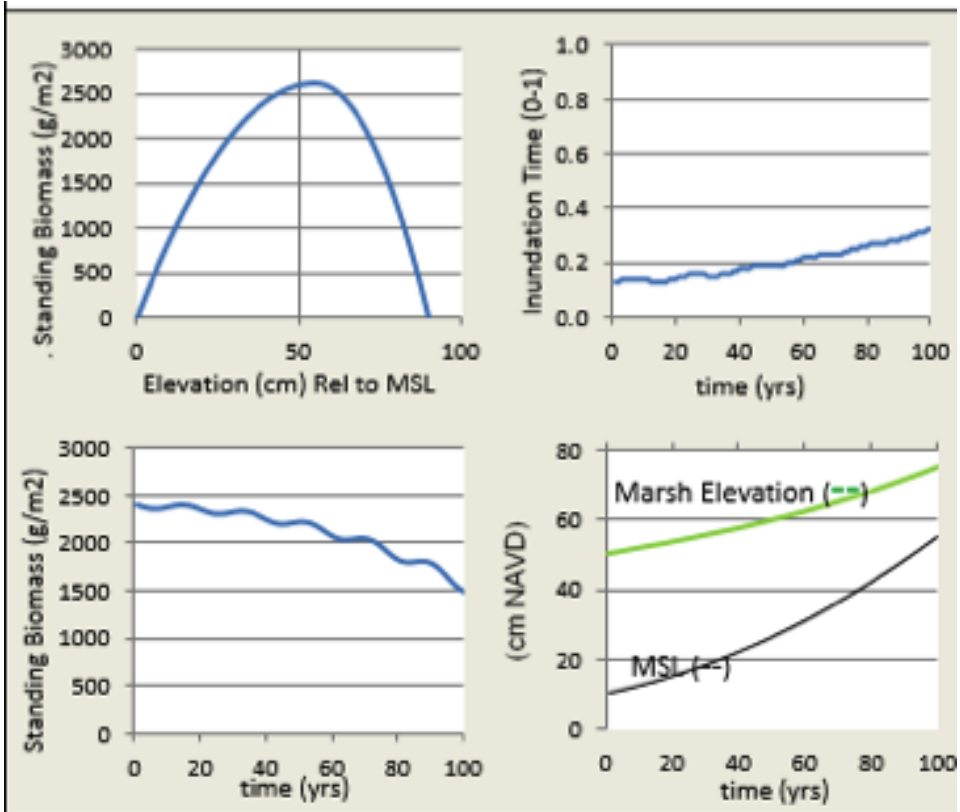 . Standing Biomass (g/m2)
3000
2500
2000
1500
1000
500
0
0 50 100
Elevation (cm) Rel to MSL
Inundation Time (0-1)
1.0
0.8
0.6
0.4
0.2
0.0
0 20 40 60 80 100
time (yrs)
Standing Biomass (g/m2)
3000
2500
2000
1500
1000
500
0
0 20 40 60 80 100
time (yrs)
(cm NAVD)
80
60
40
20
0
Marsh Elevation (--)
MSL (--)
0 20 40 60 80 100
time (yrs)